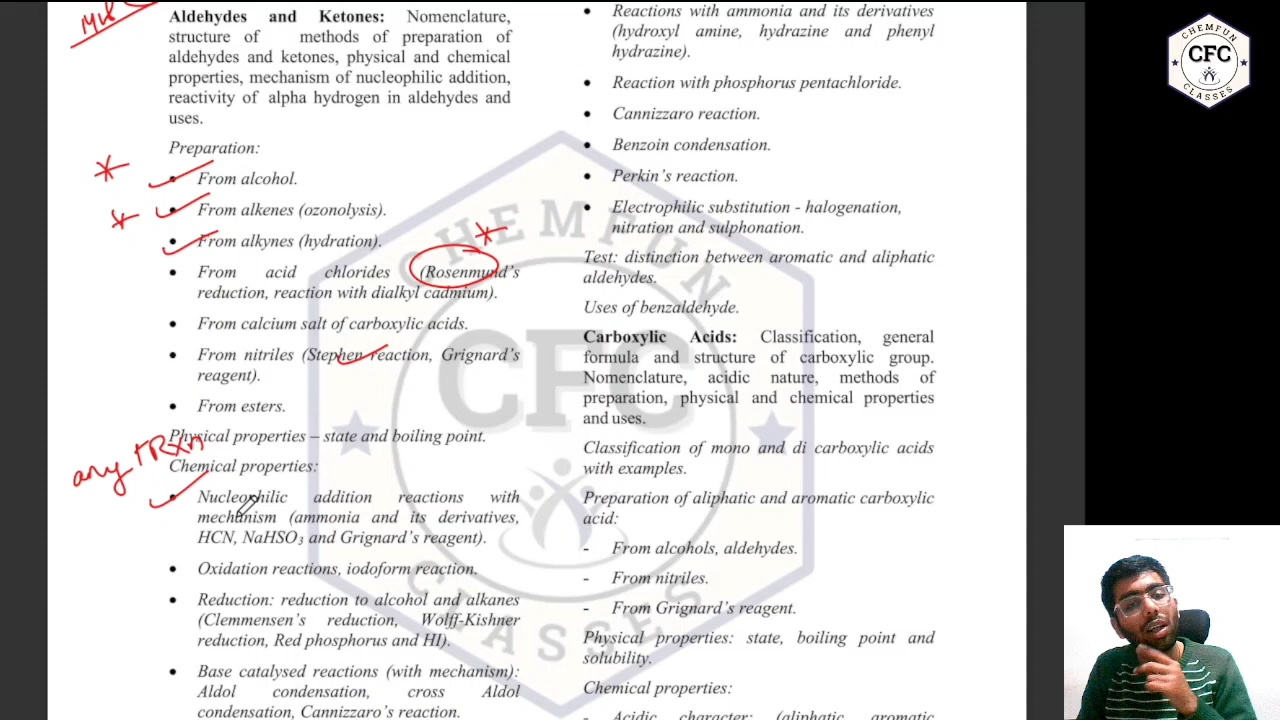 Aldehydes and Ketones: Nomenclature,
structure of methods of preparation of
aldehydes and ketones, physical and chemical
properties, mechanism of nucleophilic addition,
reactivity of alpha hydrogen in aldehydes and
uses.
Preparation:
• From alcohol.
• From alkenes (ozonolysis).
• From alkynes (hydration).
• From acid chlorides (Rosenmund's
reduction, reaction with dialkyl cadmium).
• From calcium salt of carboxylic acids.
• From nitriles (Stephen reaction, Grignard's
reagent).
• From esters.
Physical properties – state and boiling point.
any 1 Rxn
Chemical properties:
• Nucleophilic addition reactions with
mechanism (ammonia and its derivatives,
HCN, NaHSO₃ and Grignard's reagent).
• Oxidation reactions, iodoform reaction.
• Reduction: reduction to alcohol and alkanes
(Clemmensen's reduction, Wolff-Kishner
reduction, Red phosphorus and HI).
• Base catalysed reactions (with mechanism):
Aldol condensation, cross Aldol
condensation, Cannizzaro's reaction.
• Reactions with ammonia and its derivatives
(hydroxyl amine, hydrazine and phenyl
hydrazine).
• Reaction with phosphorus pentachloride.
• Cannizzaro reaction.
• Benzoin condensation.
• Perkin's reaction.
• Electrophilic substitution - halogenation,
nitration and sulphonation.
Test: distinction between aromatic and aliphatic
aldehydes.
Uses of benzaldehyde.
Carboxylic Acids: Classification, general
formula and structure of carboxylic group.
Nomenclature, acidic nature, methods of
preparation, physical and chemical properties
and uses.
Classification of mono and di carboxylic acids
with examples.
Preparation of aliphatic and aromatic carboxylic
acid:
- From alcohols, aldehydes.
- From nitriles.
- From Grignard's reagent.
Physical properties: state, boiling point and
solubility.
Chemical properties:
- Acidic character: (aliphatic aromatic
CHEMFUN
CFC
CLASSES
CHEMFUN
CFC
CLASSES